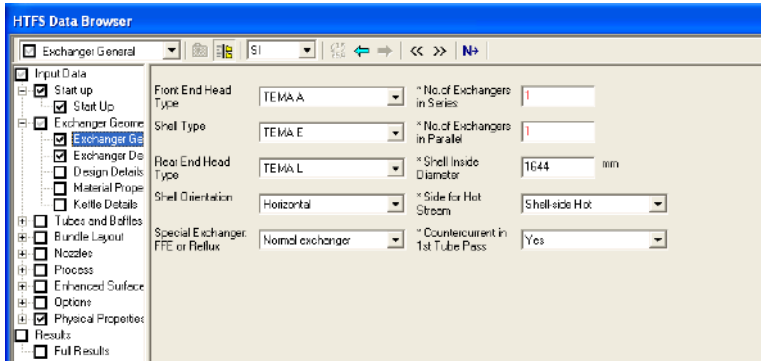 HTFS Data Browser
Exchanger General
SI
N→
Input Data
Start up
Start Up
Exchanger Geome
Exchanger Ge
Exchanger De
Design Details
Material Prope
Kettle Details
Tubes and Baffles
Bundle Layout
Nozzles
Process
Enhanced Surface
Options
Physical Properties
Results
Full Results
Front End Head
Type
TEMA A
Shell Type
TEMA E
Rear End Head
Type
TEMA L
Shell Orientation
Horizontal
Special Exchanger:
FFE or Reflux
Normal exchanger
* No.of Exchangers
in Series
1
* No.of Exchangers
in Parallel
1
* Shell Inside
Diameter
1644 mm
* Side for Hot
Stream
Shell-side Hot
* Countercurrent in
1st Tube Pass
Yes